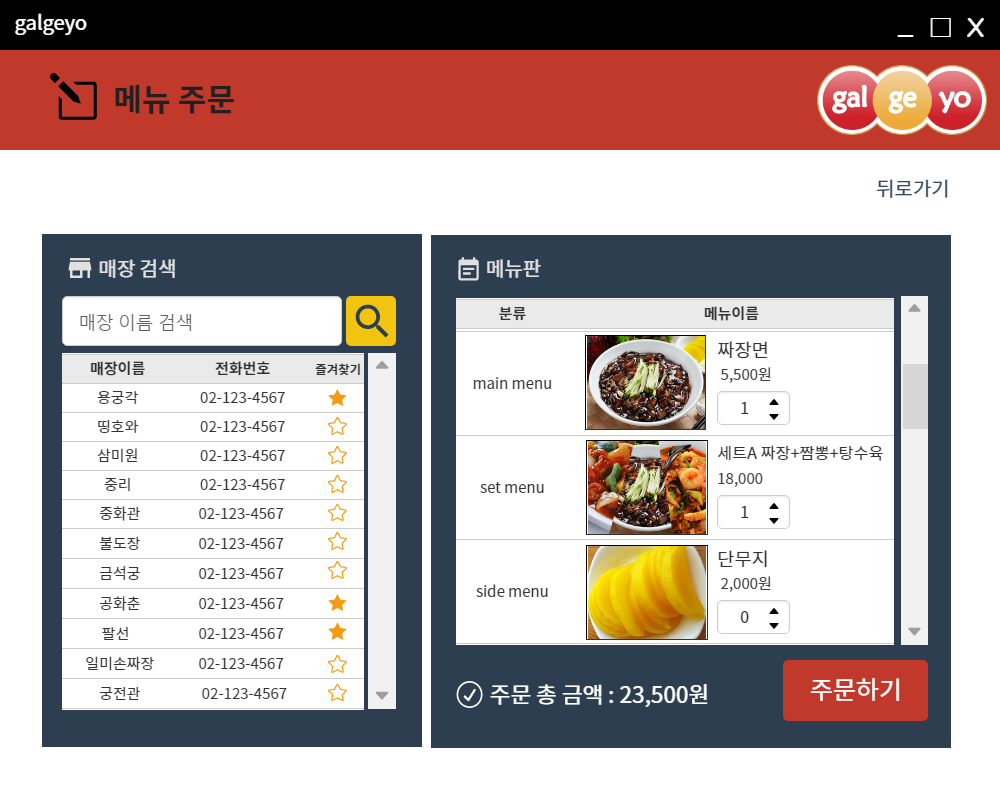 galgeyo
메뉴 주문
gal ge yo
뒤로가기
매장 검색
매장 이름 검색
매장이름 전화번호 즐겨찾기
용궁각 02-123-4567
띵호와 02-123-4567
삼미원 02-123-4567
중리 02-123-4567
중화관 02-123-4567
불도장 02-123-4567
금석궁 02-123-4567
공화춘 02-123-4567
팔선 02-123-4567
일미손짜장 02-123-4567
궁전관 02-123-4567
메뉴판
분류 메뉴이름
main menu
짜장면
5,500원
1
set menu
세트A 짜장+짬뽕+탕수육
18,000
1
side menu
단무지
2,000원
0
주문 총 금액 : 23,500원
주문하기